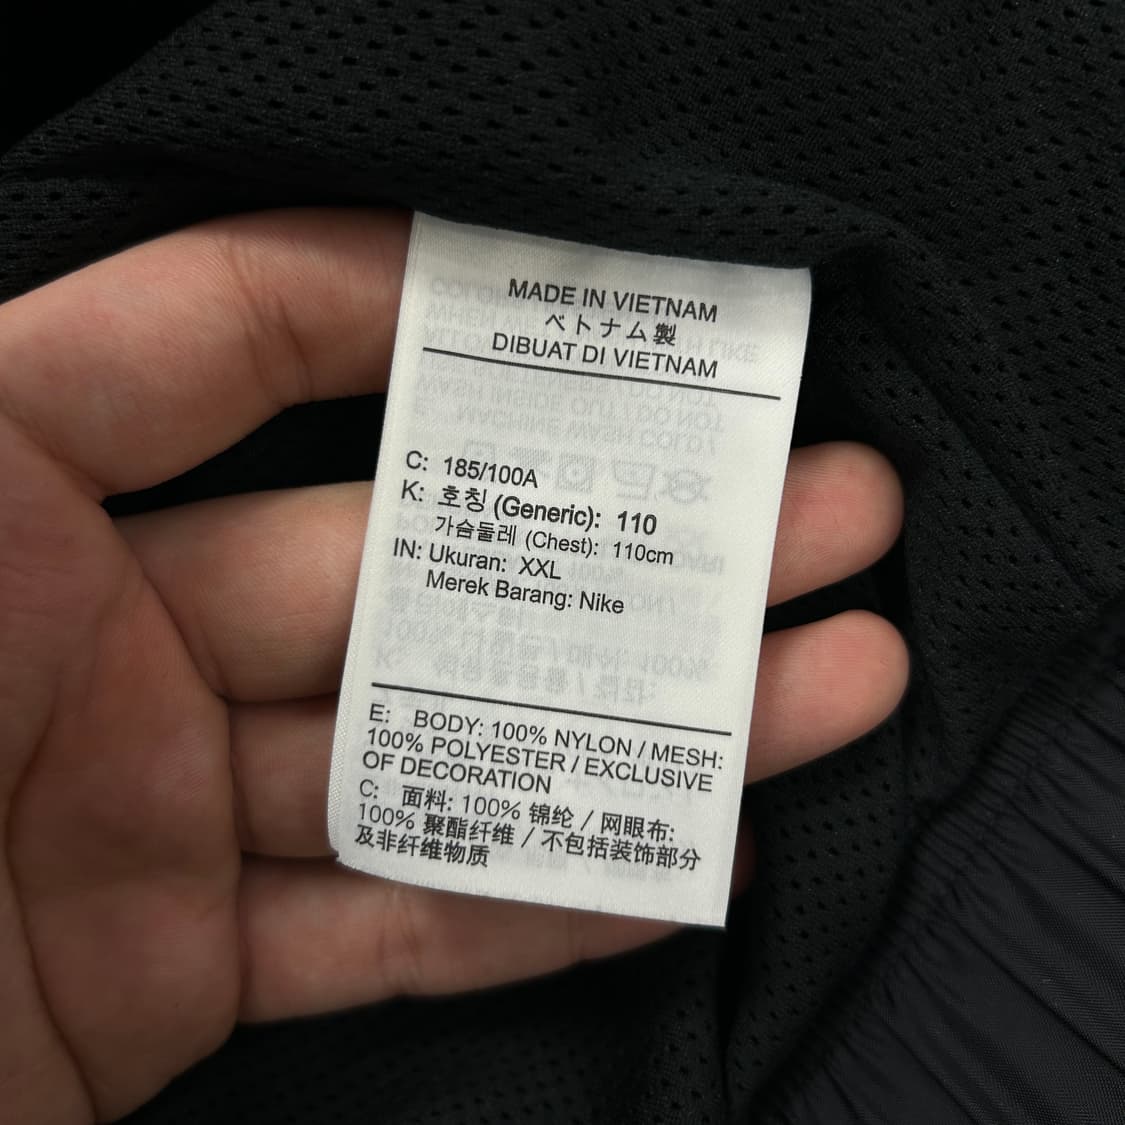 MADE IN VIETNAM
ベトナム製
DIBUAT DI VIETNAM
C: 185/100A
K: 호칭 (Generic): 110
가슴둘레 (Chest): 110cm
IN: Ukuran: XXL
Merek Barang: Nike
E: BODY: 100% NYLON / MESH:
100% POLYESTER / EXCLUSIVE
OF DECORATION
C: 面料: 100% 锦纶 / 网眼布:
100% 聚酯纤维 / 不包括装饰部分
及非纤维物质